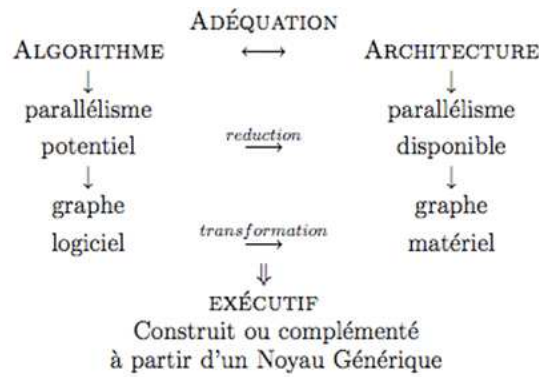 ADÉQUATION
ALGORITHME ⟷ ARCHITECTURE
↓ ↓
parallélisme parallélisme
reduction
potentiel ⟶ disponible
↓ ↓
graphe graphe
transformation
logiciel ⟶ matériel
⇓
EXÉCUTIF
Construit ou complémenté
à partir d'un Noyau Générique